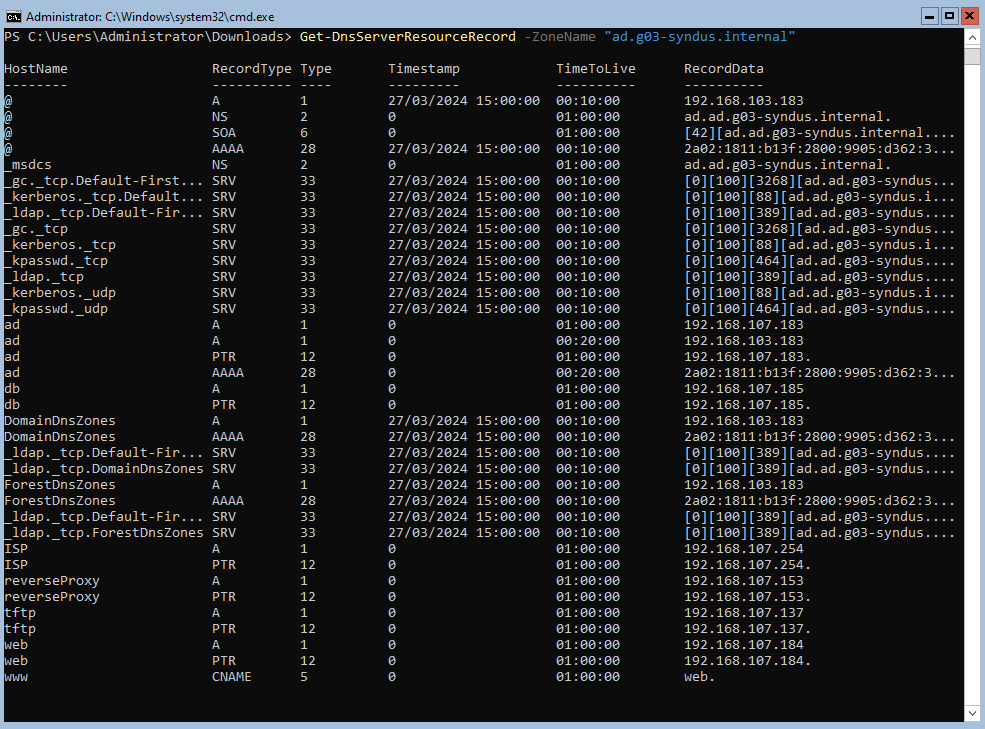 Administrator: C:\Windows\system32\cmd.exe
PS C:\Users\Administrator\Downloads> Get-DnsServerResourceRecord -ZoneName "ad.g03-syndus.internal"
HostName RecordType Type Timestamp TimeToLive RecordData
-------- ---------- ---- --------- ---------- ----------
@ A 1 27/03/2024 15:00:00 00:10:00 192.168.103.183
@ NS 2 0 01:00:00 ad.ad.g03-syndus.internal.
@ SOA 6 0 01:00:00 [42][ad.ad.g03-syndus.internal....
@ AAAA 28 27/03/2024 15:00:00 00:10:00 2a02:1811:b13f:2800:9905:d362:3...
_msdcs NS 2 0 01:00:00 ad.ad.g03-syndus.internal.
_gc._tcp.Default-First... SRV 33 27/03/2024 15:00:00 00:10:00 [0][100][3268][ad.ad.g03-syndus...
_kerberos._tcp.Default... SRV 33 27/03/2024 15:00:00 00:10:00 [0][100][88][ad.ad.g03-syndus.i...
_ldap._tcp.Default-Fir... SRV 33 27/03/2024 15:00:00 00:10:00 [0][100][389][ad.ad.g03-syndus....
_gc._tcp SRV 33 27/03/2024 15:00:00 00:10:00 [0][100][3268][ad.ad.g03-syndus...
_kerberos._tcp SRV 33 27/03/2024 15:00:00 00:10:00 [0][100][88][ad.ad.g03-syndus.i...
_kpasswd._tcp SRV 33 27/03/2024 15:00:00 00:10:00 [0][100][464][ad.ad.g03-syndus....
_ldap._tcp SRV 33 27/03/2024 15:00:00 00:10:00 [0][100][389][ad.ad.g03-syndus....
_kerberos._udp SRV 33 27/03/2024 15:00:00 00:10:00 [0][100][88][ad.ad.g03-syndus.i...
_kpasswd._udp SRV 33 27/03/2024 15:00:00 00:10:00 [0][100][464][ad.ad.g03-syndus....
ad A 1 0 01:00:00 192.168.107.183
ad A 1 0 00:20:00 192.168.103.183
ad PTR 12 0 01:00:00 192.168.107.183.
ad AAAA 28 0 00:20:00 2a02:1811:b13f:2800:9905:d362:3...
db A 1 0 01:00:00 192.168.107.185
db PTR 12 0 01:00:00 192.168.107.185.
DomainDnsZones A 1 27/03/2024 15:00:00 00:10:00 192.168.103.183
DomainDnsZones AAAA 28 27/03/2024 15:00:00 00:10:00 2a02:1811:b13f:2800:9905:d362:3...
_ldap._tcp.Default-Fir... SRV 33 27/03/2024 15:00:00 00:10:00 [0][100][389][ad.ad.g03-syndus....
_ldap._tcp.DomainDnsZones SRV 33 27/03/2024 15:00:00 00:10:00 [0][100][389][ad.ad.g03-syndus....
ForestDnsZones A 1 27/03/2024 15:00:00 00:10:00 192.168.103.183
ForestDnsZones AAAA 28 27/03/2024 15:00:00 00:10:00 2a02:1811:b13f:2800:9905:d362:3...
_ldap._tcp.Default-Fir... SRV 33 27/03/2024 15:00:00 00:10:00 [0][100][389][ad.ad.g03-syndus....
_ldap._tcp.ForestDnsZones SRV 33 27/03/2024 15:00:00 00:10:00 [0][100][389][ad.ad.g03-syndus....
ISP A 1 0 01:00:00 192.168.107.254
ISP PTR 12 0 01:00:00 192.168.107.254.
reverseProxy A 1 0 01:00:00 192.168.107.153
reverseProxy PTR 12 0 01:00:00 192.168.107.153.
tftp A 1 0 01:00:00 192.168.107.137
tftp PTR 12 0 01:00:00 192.168.107.137.
web A 1 0 01:00:00 192.168.107.184
web PTR 12 0 01:00:00 192.168.107.184.
www CNAME 5 0 01:00:00 web.